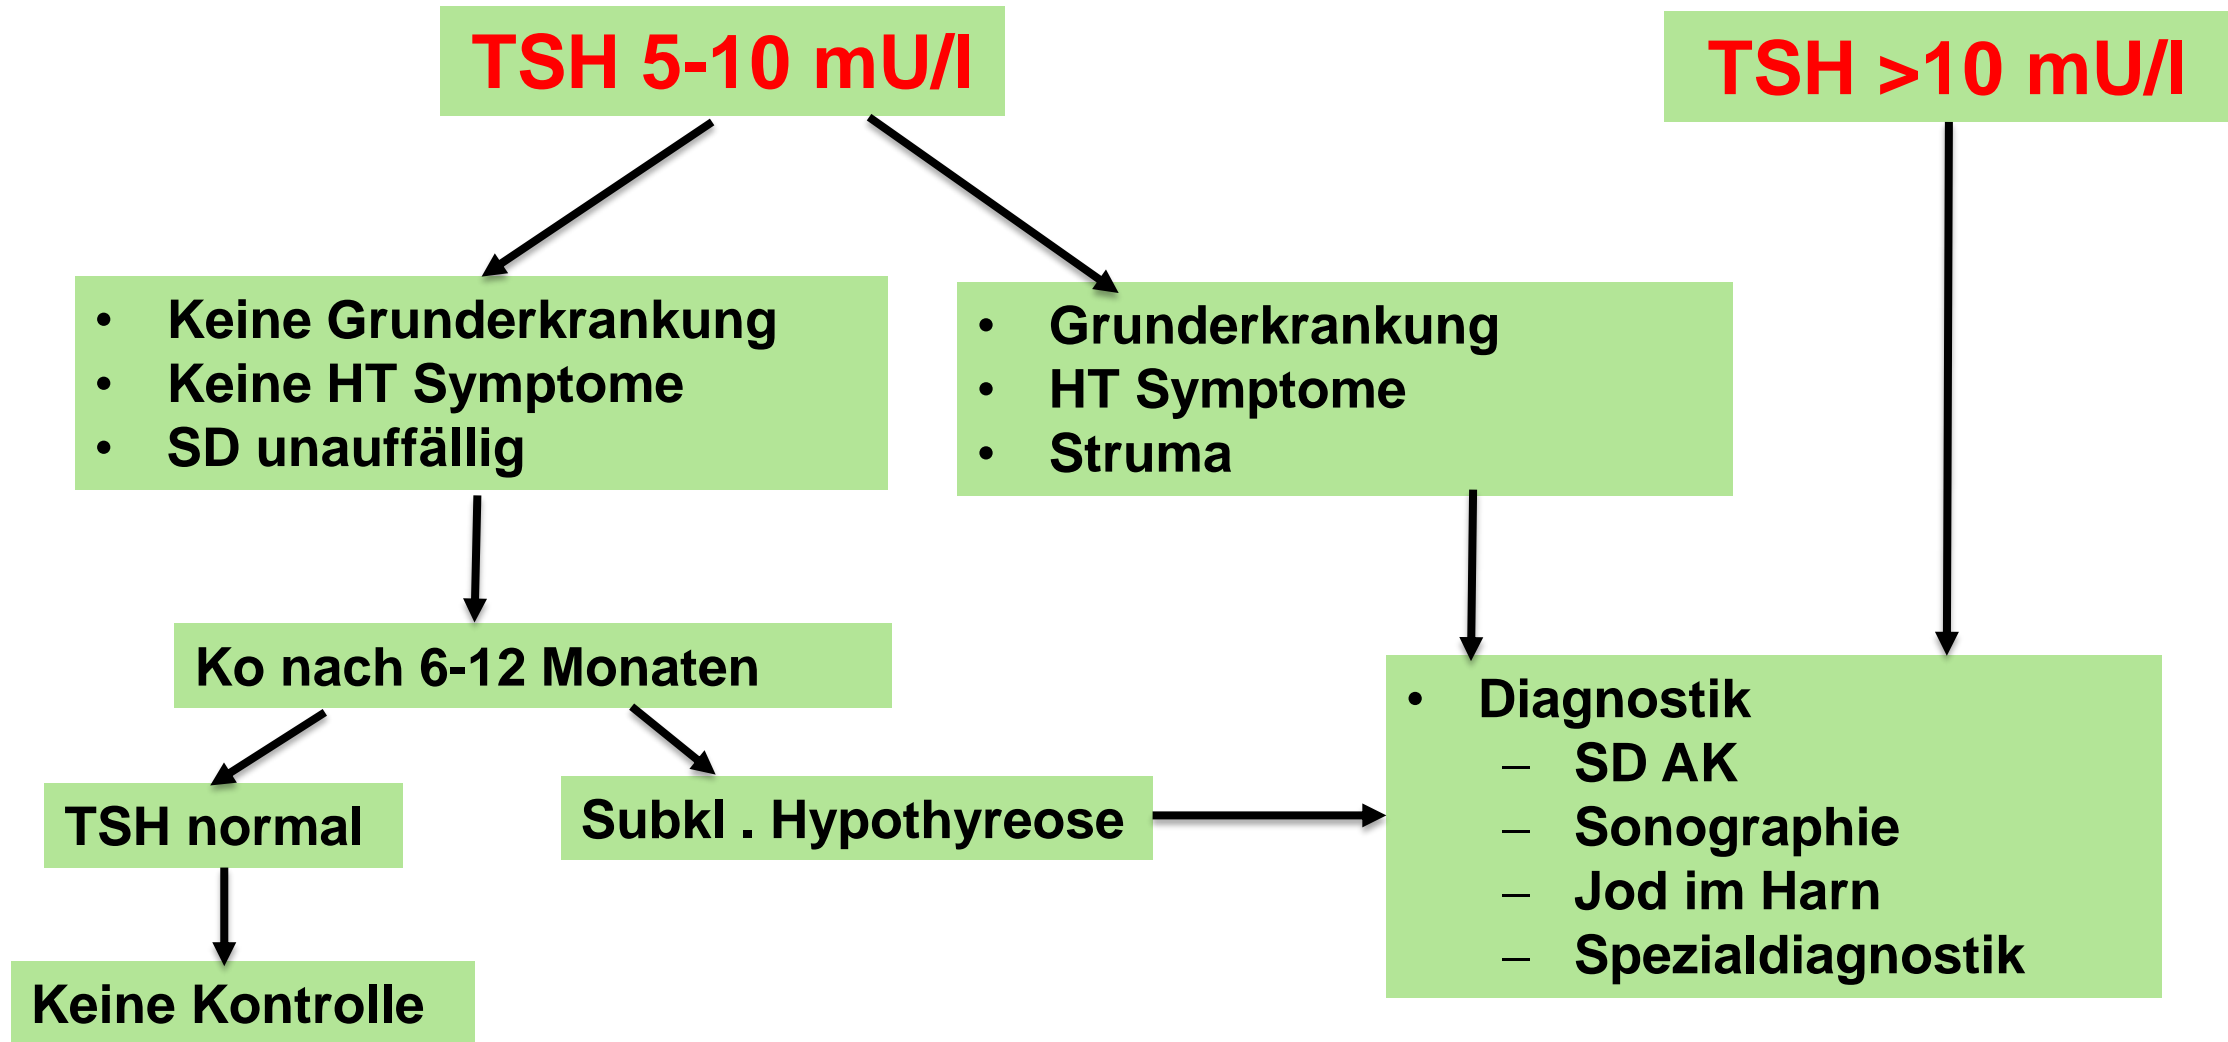 TSH 5-10 mU/l
TSH >10 mU/l
• Keine Grunderkrankung
• Keine HT Symptome
• SD unauffällig
• Grunderkrankung
• HT Symptome
• Struma
Ko nach 6-12 Monaten
TSH normal
Subkl . Hypothyreose
Keine Kontrolle
• Diagnostik
– SD AK
– Sonographie
– Jod im Harn
– Spezialdiagnostik